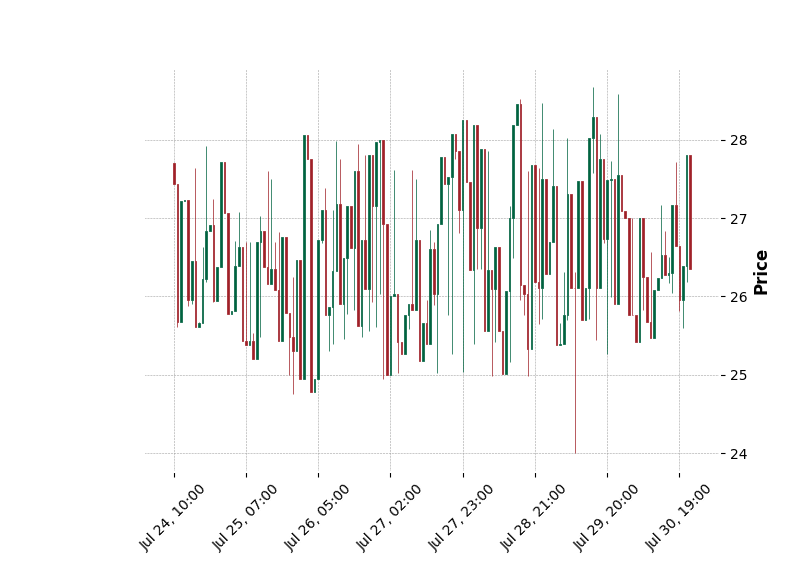 28
27
26
25
24
Price
Jul 24, 10:00
Jul 25, 07:00
Jul 26, 05:00
Jul 27, 02:00
Jul 27, 23:00
Jul 28, 21:00
Jul 29, 20:00
Jul 30, 19:00